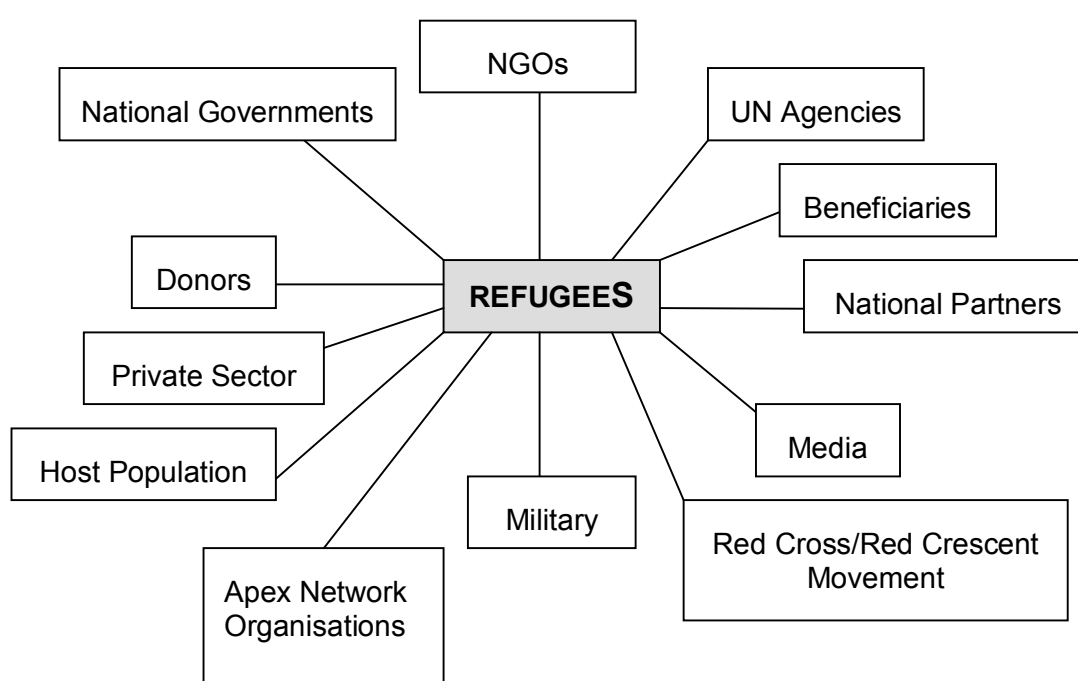 NGOs
National Governments
UN Agencies
Beneficiaries
Donors
REFUGEES
National Partners
Private Sector
Media
Host Population
Military
Red Cross/Red Crescent
Movement
Apex Network
Organisations